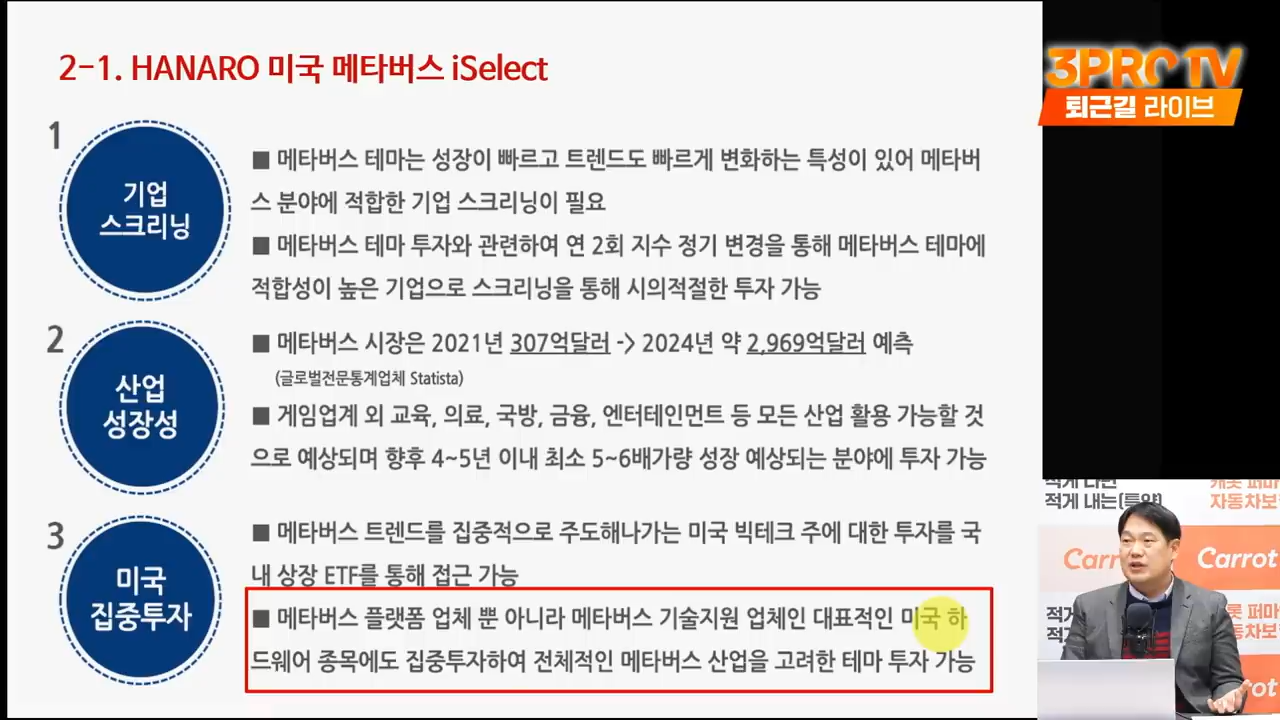 2-1. HANARO 미국 메타버스 iSelect
3PRO TV
퇴근길 라이브
1
기업
스크리닝
■ 메타버스 테마는 성장이 빠르고 트렌드도 빠르게 변화하는 특성이 있어 메타버
스 분야에 적합한 기업 스크리닝이 필요
■ 메타버스 테마 투자와 관련하여 연 2회 지수 정기 변경을 통해 메타버스 테마에
적합성이 높은 기업으로 스크리닝을 통해 시의적절한 투자 가능
2
산업
성장성
■ 메타버스 시장은 2021년 307억달러 -> 2024년 약 2,969억달러 예측
(글로벌전문통계업체 Statista)
■ 게임업계 외 교육, 의료, 국방, 금융, 엔터테인먼트 등 모든 산업 활용 가능할 것
으로 예상되며 향후 4~5년 이내 최소 5~6배가량 성장 예상되는 분야에 투자 가능
3
미국
집중투자
■ 메타버스 트렌드를 집중적으로 주도해나가는 미국 빅테크 주에 대한 투자를 국
내 상장 ETF를 통해 접근 가능
■ 메타버스 플랫폼 업체 뿐 아니라 메타버스 기술지원 업체인 대표적인 미국 하
드웨어 종목에도 집중투자하여 전체적인 메타버스 산업을 고려한 테마 투자 가능
적게 내는(특약)
캐롯 퍼마
자동차보
Carrot
Carrot